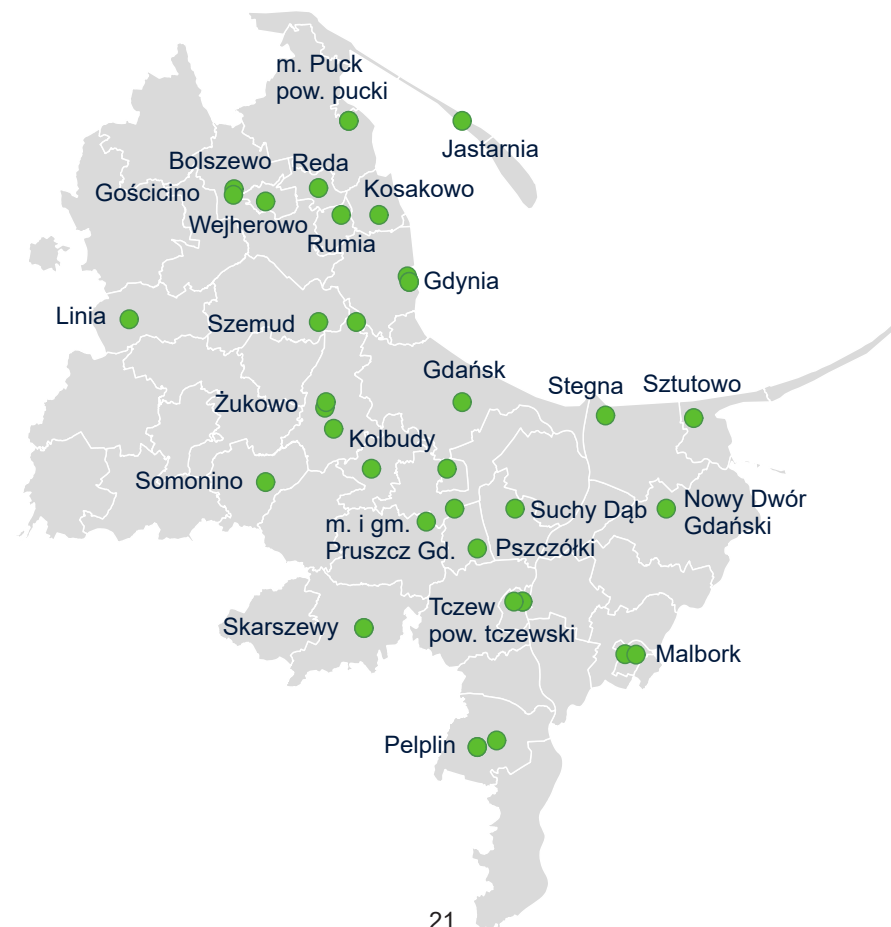 m. Puck
pow. pucki
Jastarnia
Bolszewo
Reda
Gościcino
Kosakowo
Wejherowo
Rumia
Gdynia
Linia
Szemud
Gdańsk
Stegna
Sztutowo
Żukowo
Kolbudy
Somonino
Suchy Dąb
Nowy Dwór
Gdański
m. i gm.
Pruszcz Gd.
Pszczółki
Tczew
pow. tczewski
Skarszewy
Malbork
Pelplin
21